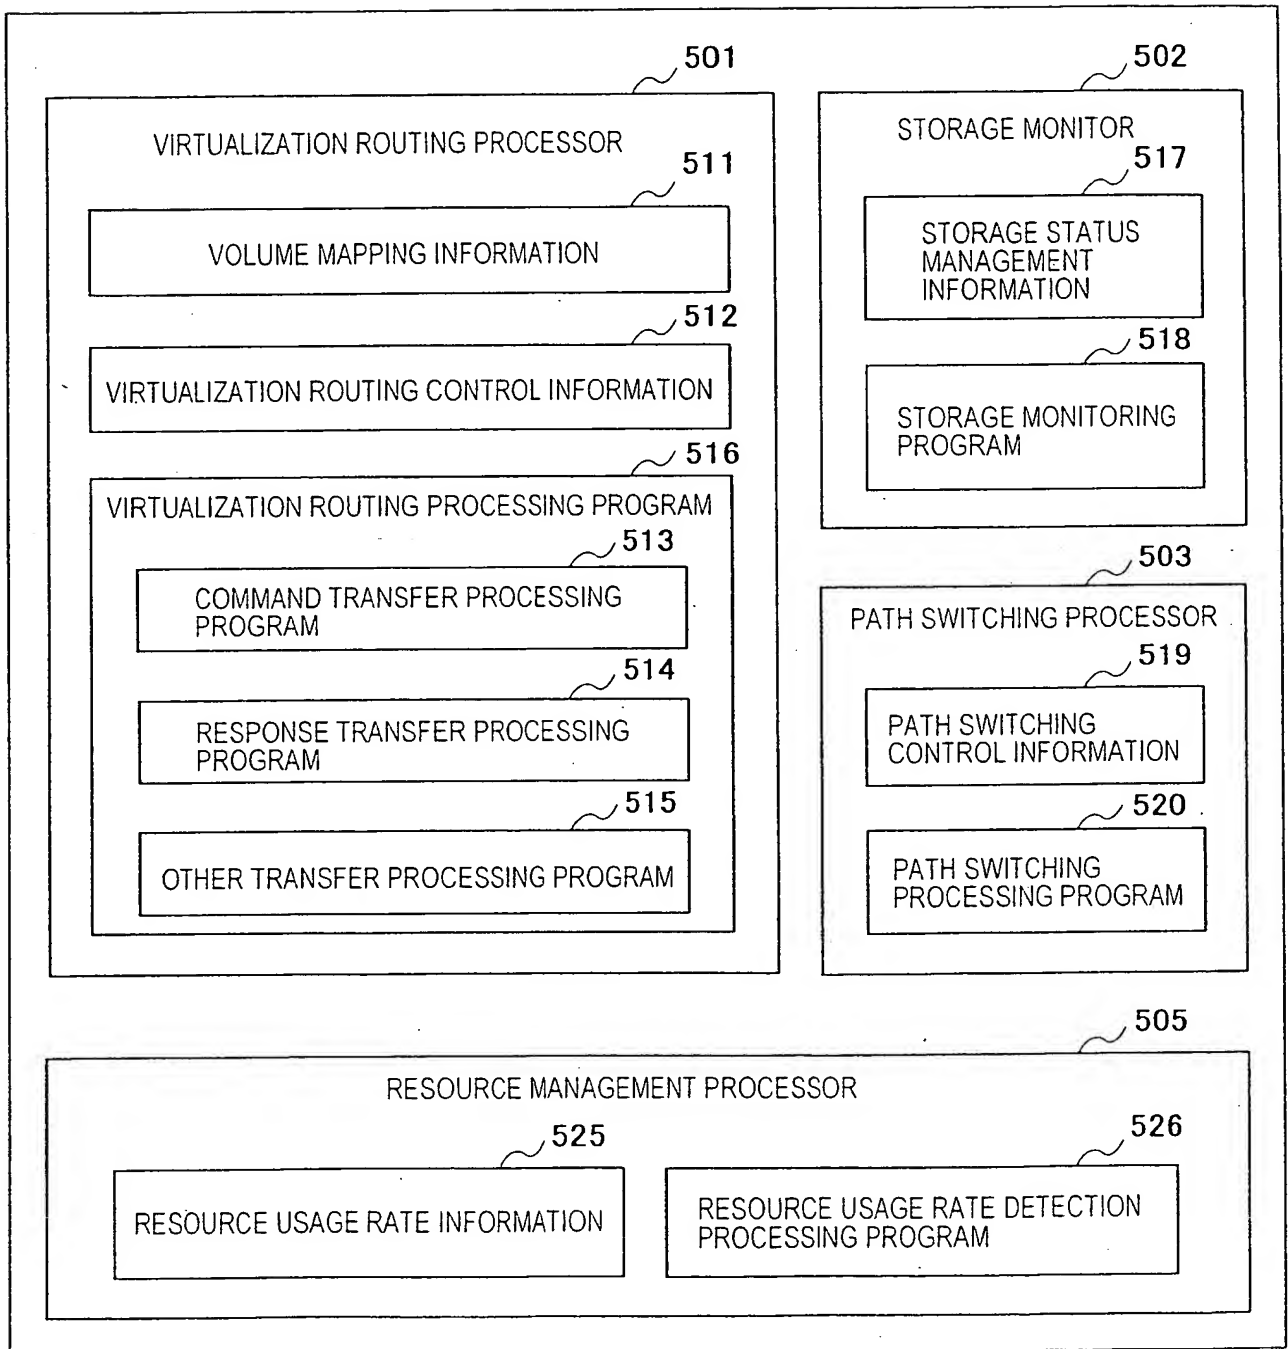 501
VIRTUALIZATION ROUTING PROCESSOR
511
VOLUME MAPPING INFORMATION
512
VIRTUALIZATION ROUTING CONTROL INFORMATION
516
VIRTUALIZATION ROUTING PROCESSING PROGRAM
513
COMMAND TRANSFER PROCESSING
PROGRAM
514
RESPONSE TRANSFER PROCESSING
PROGRAM
515
OTHER TRANSFER PROCESSING PROGRAM
502
STORAGE MONITOR
517
STORAGE STATUS
MANAGEMENT
INFORMATION
518
STORAGE MONITORING
PROGRAM
503
PATH SWITCHING PROCESSOR
519
PATH SWITCHING
CONTROL INFORMATION
520
PATH SWITCHING
PROCESSING PROGRAM
505
RESOURCE MANAGEMENT PROCESSOR
525
RESOURCE USAGE RATE INFORMATION
526
RESOURCE USAGE RATE DETECTION
PROCESSING PROGRAM